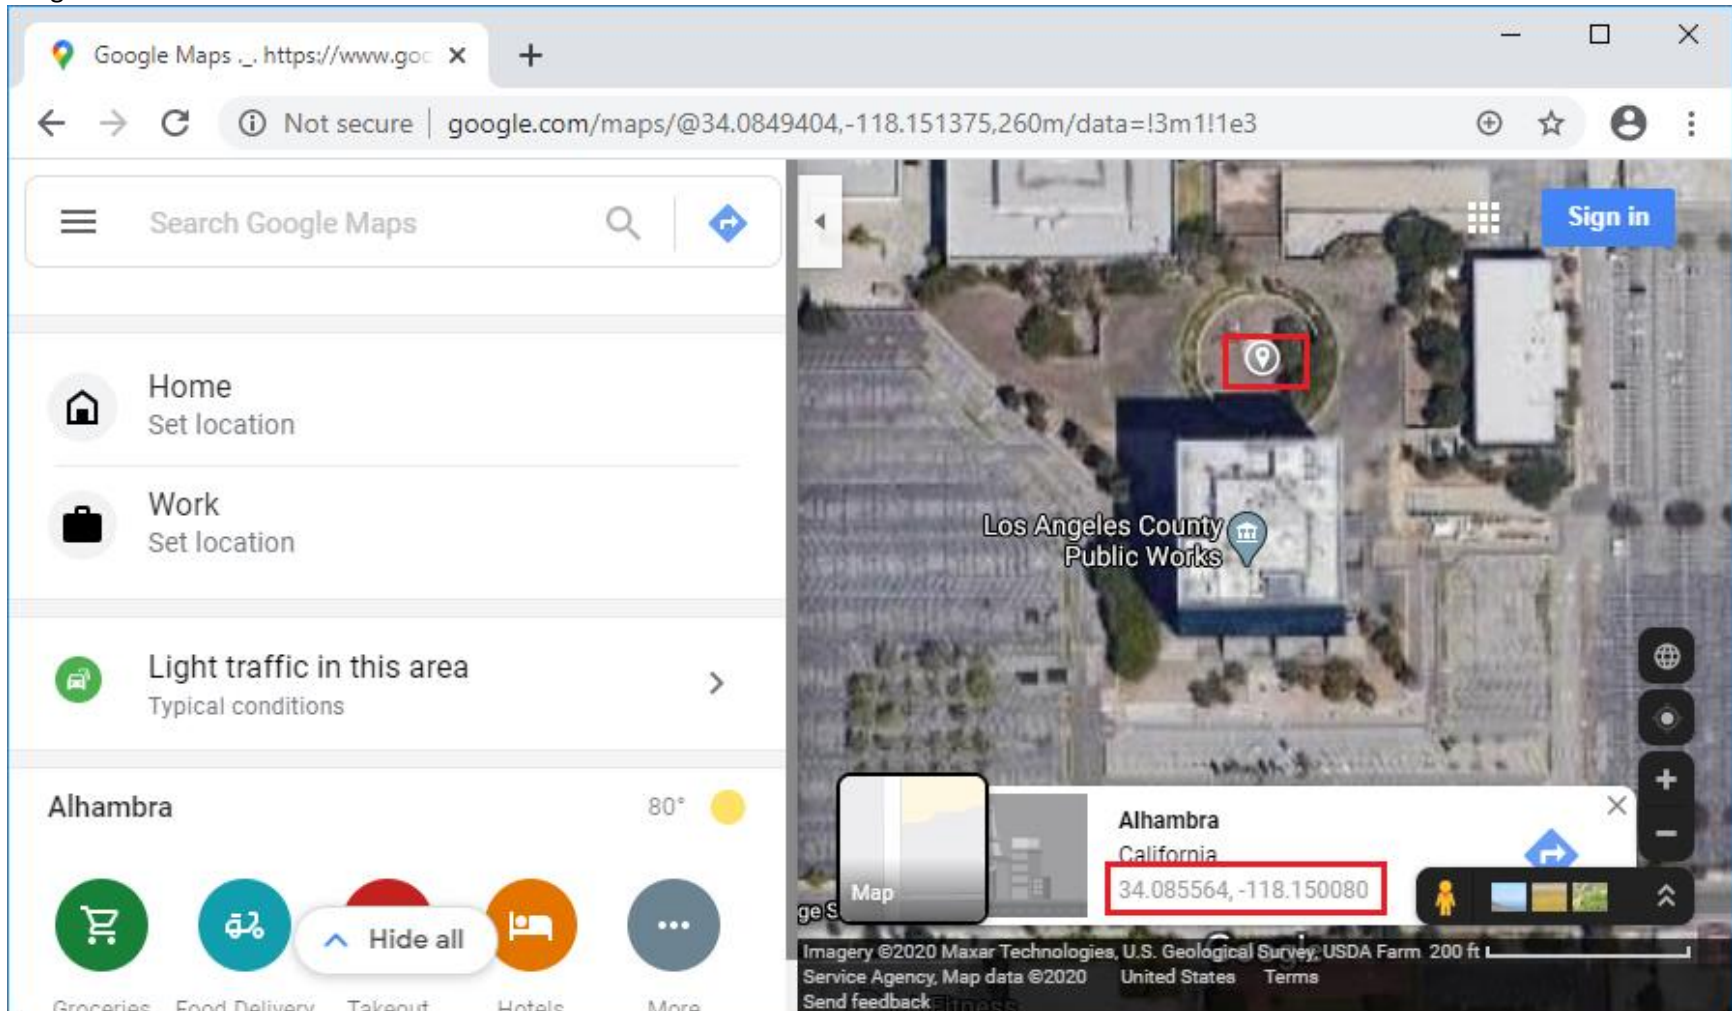 Google Maps ._. https://www.goo
Not secure | google.com/maps/@34.0849404,-118.151375,260m/data=!3m1!1e3
Search Google Maps
Sign in
Home
Set location
Work
Set location
Light traffic in this area
Typical conditions
Alhambra
80°
Hide all
Groceries
Food Delivery
Takeout
Hotels
More
Los Angeles County
Public Works
Map
Alhambra
California
34.085564, -118.150080
Google
Imagery ©2020 Maxar Technologies, U.S. Geological Survey, USDA Farm 200 ft
Service Agency, Map data ©2020 United States Terms
Send feedback